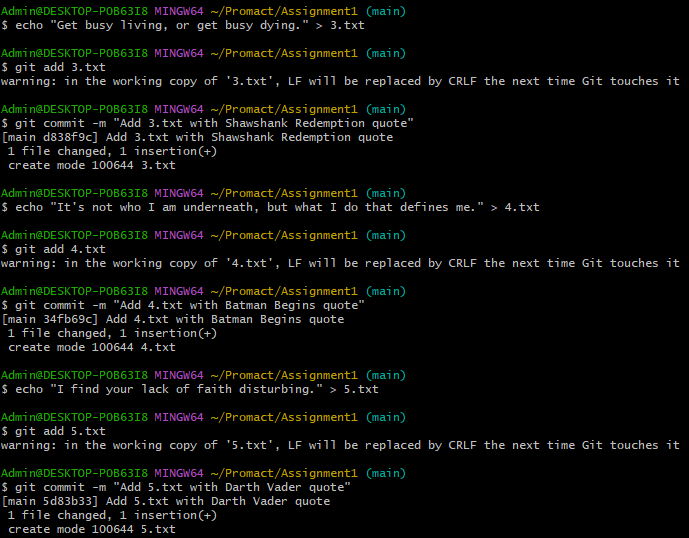 Admin@DESKTOP-POB63I8 MINGW64 ~/Promact/Assignment1 (main)
$ echo "Get busy living, or get busy dying." > 3.txt
Admin@DESKTOP-POB63I8 MINGW64 ~/Promact/Assignment1 (main)
$ git add 3.txt
warning: in the working copy of '3.txt', LF will be replaced by CRLF the next time Git touches it
Admin@DESKTOP-POB63I8 MINGW64 ~/Promact/Assignment1 (main)
$ git commit -m "Add 3.txt with Shawshank Redemption quote"
[main d838f9c] Add 3.txt with Shawshank Redemption quote
 1 file changed, 1 insertion(+)
 create mode 100644 3.txt
Admin@DESKTOP-POB63I8 MINGW64 ~/Promact/Assignment1 (main)
$ echo "It's not who I am underneath, but what I do that defines me." > 4.txt
Admin@DESKTOP-POB63I8 MINGW64 ~/Promact/Assignment1 (main)
$ git add 4.txt
warning: in the working copy of '4.txt', LF will be replaced by CRLF the next time Git touches it
Admin@DESKTOP-POB63I8 MINGW64 ~/Promact/Assignment1 (main)
$ git commit -m "Add 4.txt with Batman Begins quote"
[main 34fb69c] Add 4.txt with Batman Begins quote
 1 file changed, 1 insertion(+)
 create mode 100644 4.txt
Admin@DESKTOP-POB63I8 MINGW64 ~/Promact/Assignment1 (main)
$ echo "I find your lack of faith disturbing." > 5.txt
Admin@DESKTOP-POB63I8 MINGW64 ~/Promact/Assignment1 (main)
$ git add 5.txt
warning: in the working copy of '5.txt', LF will be replaced by CRLF the next time Git touches it
Admin@DESKTOP-POB63I8 MINGW64 ~/Promact/Assignment1 (main)
$ git commit -m "Add 5.txt with Darth Vader quote"
[main 5d83b33] Add 5.txt with Darth Vader quote
 1 file changed, 1 insertion(+)
 create mode 100644 5.txt